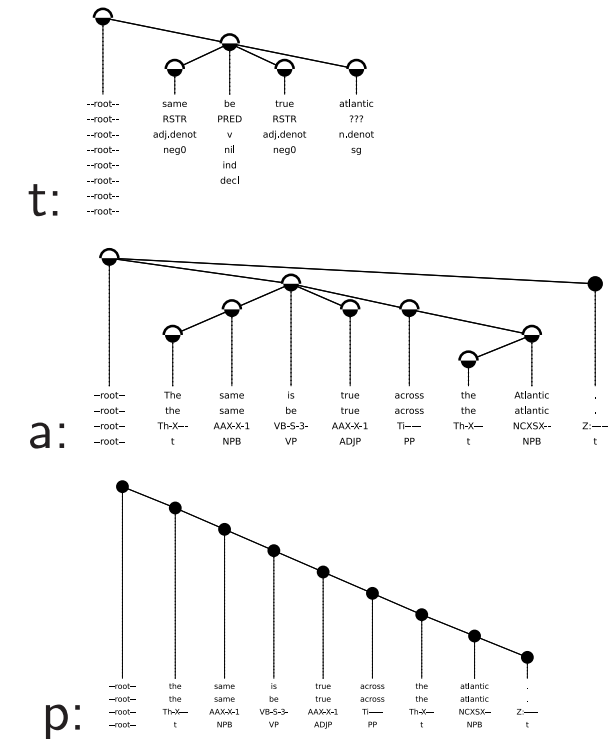 --root-- same be true atlantic
--root-- RSTR PRED RSTR ???
--root-- adj.denot v adj.denot n.denot
--root-- neg0 nil neg0 sg
--root-- ind
--root-- decl
--root--
t:
--root--
—root— The same is true across the Atlantic .
—root— the same be true across the atlantic .
—root— Th-X--- AAX-X-1 VB-S-3- AAX-X-1 Ti—— Th-X— NCXSX-- Z:——
a:
—root— t NPB VP ADJP PP t NPB t
—root— the same is true across the atlantic .
—root— the same be true across the atlantic .
—root— Th-X— AAX-X-1 VB-S-3- AAX-X-1 Ti—— Th-X— NCXSX-- Z:——
p:
—root— t NPB VP ADJP PP t NPB t